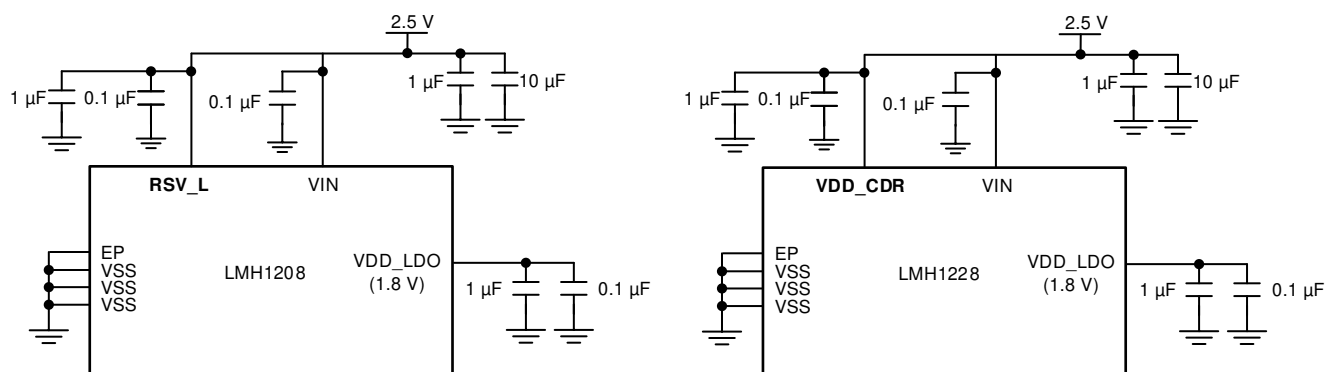 2.5 V
1 µF
0.1 µF
0.1 µF
1 µF
10 µF
RSV_L
VIN
EP
VSS
VSS
VSS
LMH1208
VDD_LDO
(1.8 V)
1 µF
0.1 µF
2.5 V
1 µF
0.1 µF
0.1 µF
1 µF
10 µF
VDD_CDR
VIN
EP
VSS
VSS
VSS
LMH1228
VDD_LDO
(1.8 V)
1 µF
0.1 µF